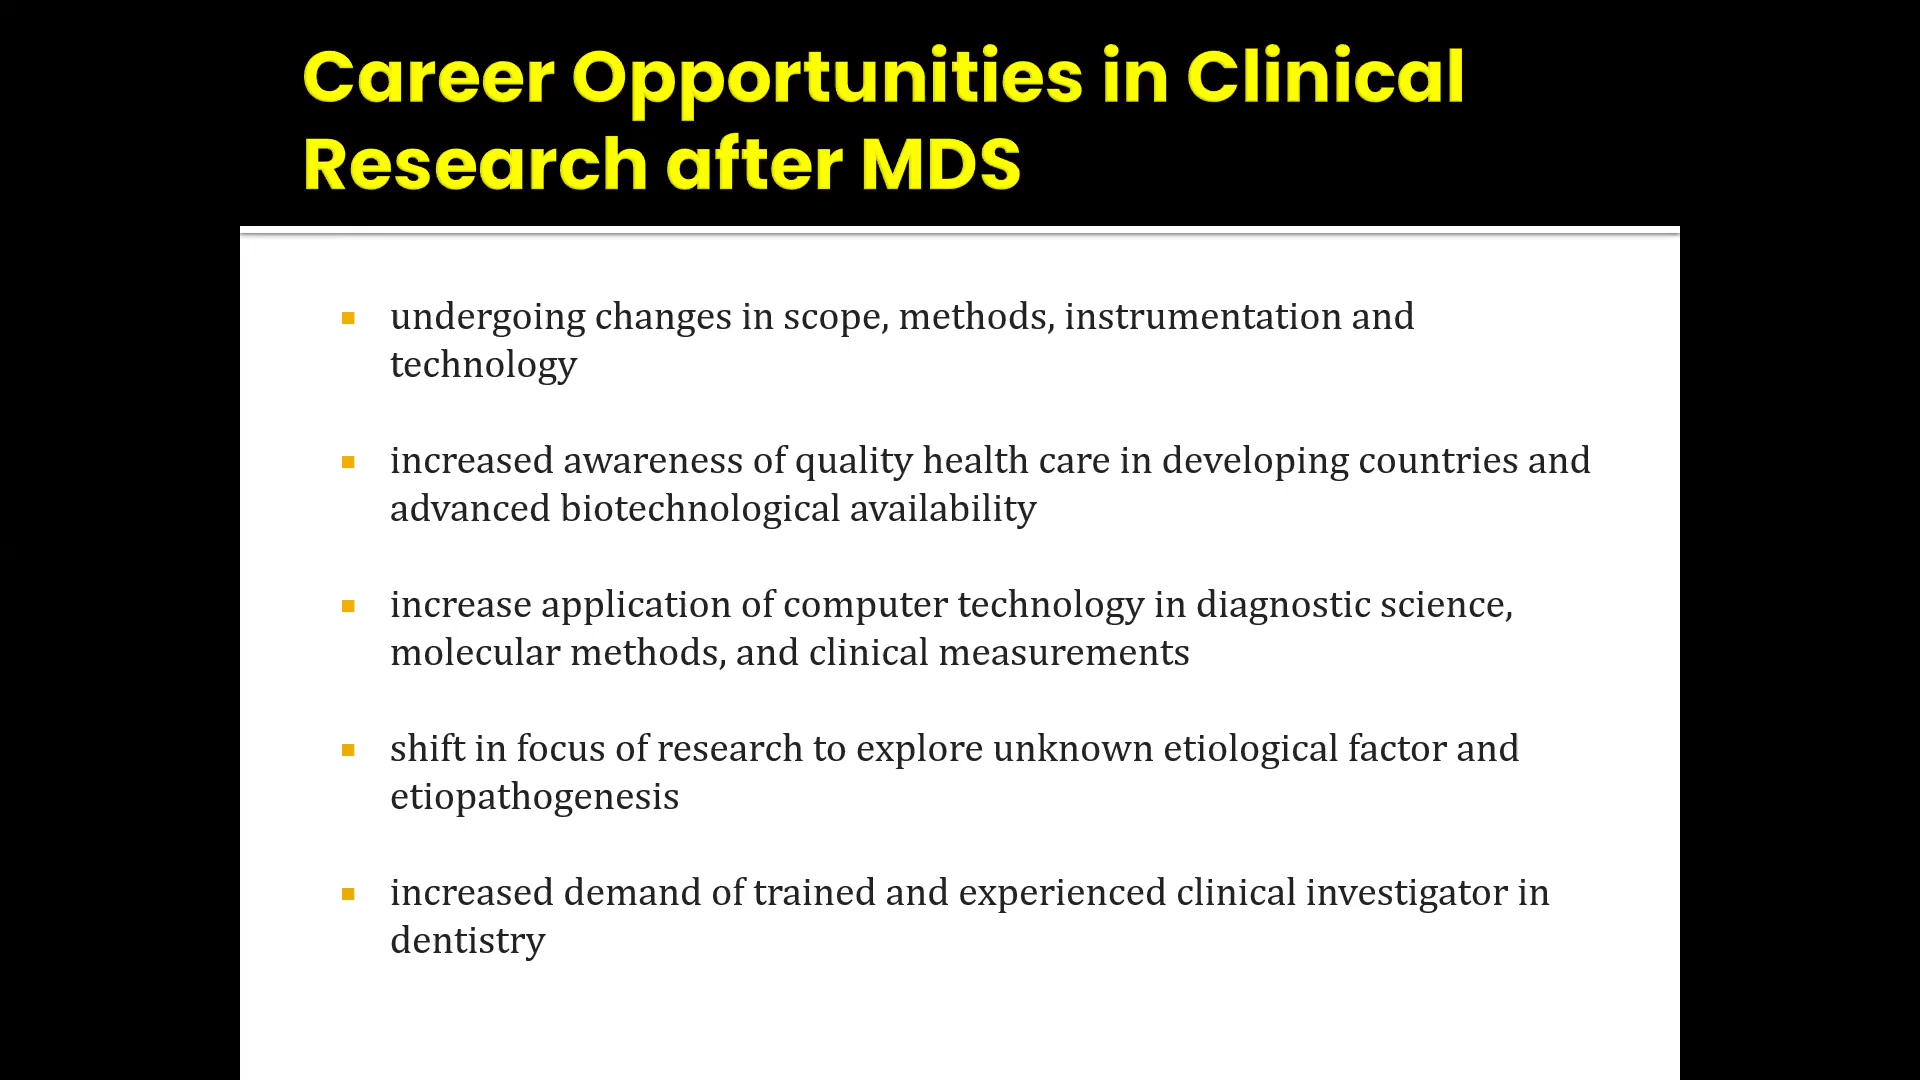 Career Opportunities in Clinical
Research after MDS
undergoing changes in scope, methods, instrumentation and
technology
increased awareness of quality health care in developing countries and
advanced biotechnological availability
increase application of computer technology in diagnostic science,
molecular methods, and clinical measurements
shift in focus of research to explore unknown etiological factor and
etiopathogenesis
increased demand of trained and experienced clinical investigator in
dentistry